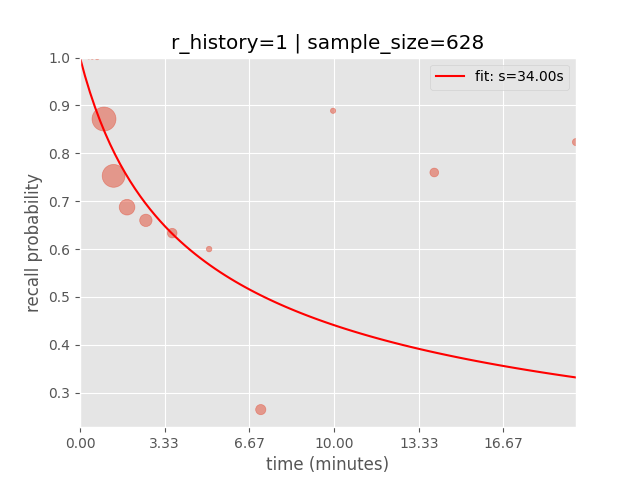 r_history=1 | sample_size=628
fit: s=34.00s
recall probability
1.0
0.9
0.8
0.7
0.6
0.5
0.4
0.3
0.00 3.33 6.67 10.00 13.33 16.67
time (minutes)